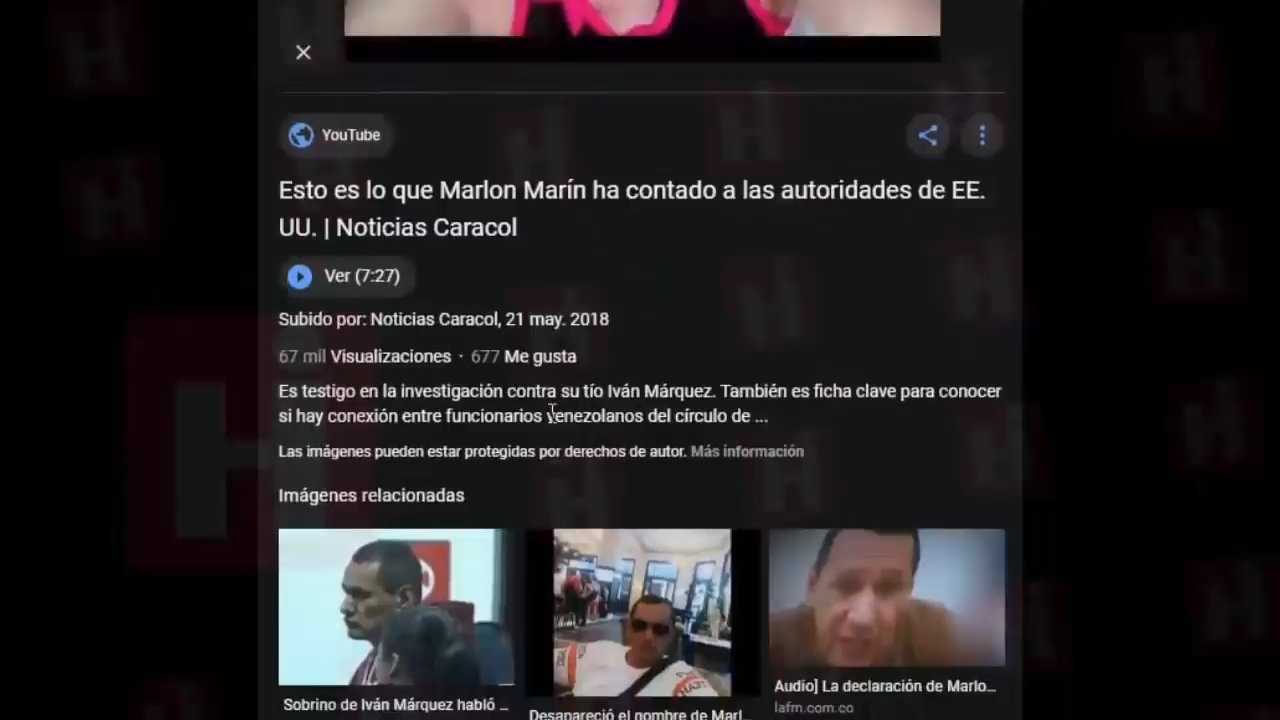 YouTube
Esto es lo que Marlon Marín ha contado a las autoridades de EE.
UU. | Noticias Caracol
Ver (7:27)
Subido por: Noticias Caracol, 21 may. 2018
67 mil Visualizaciones · 677 Me gusta
Es testigo en la investigación contra su tío Iván Márquez. También es ficha clave para conocer
si hay conexión entre funcionarios venezolanos del círculo de ...
Las imágenes pueden estar protegidas por derechos de autor. Más información
Imágenes relacionadas
Sobrino de Iván Márquez habló ...
Desapareció el nombre de Marl...
Audio] La declaración de Marlo...
lafm.com.co